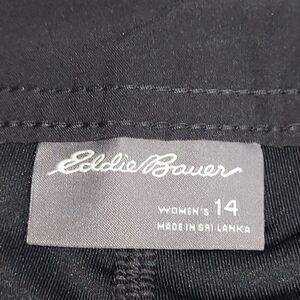 Eddie Bauer
WOMEN'S 14
MADE IN SRI LANKA